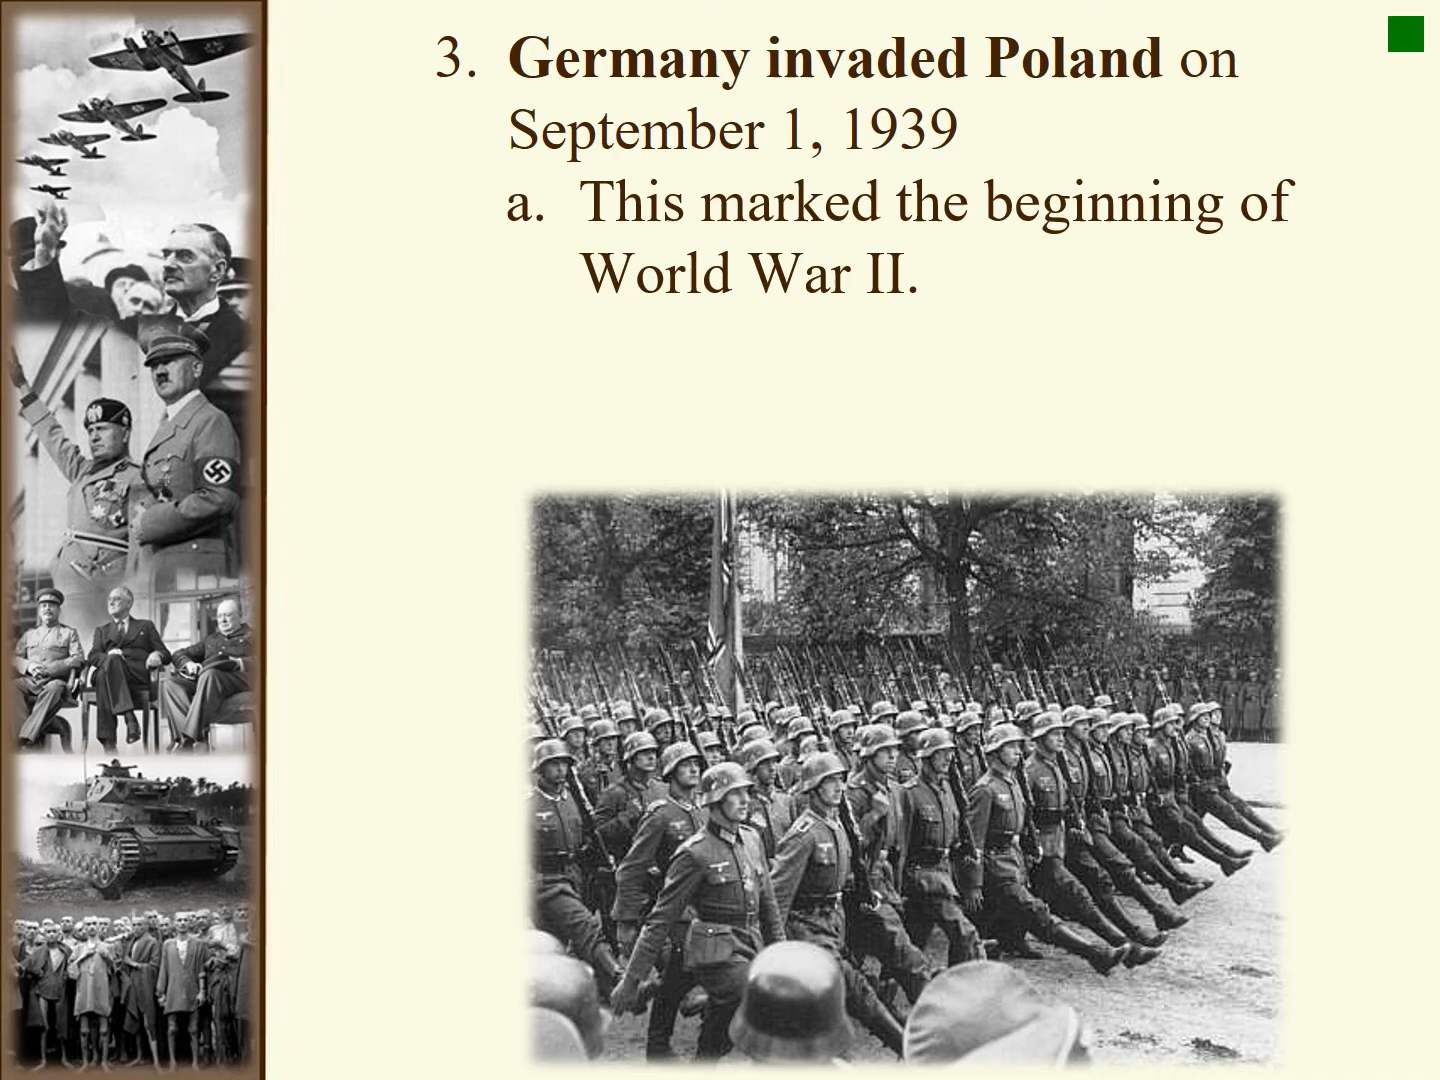 3. Germany invaded Poland on
September 1, 1939
a. This marked the beginning of
World War II.